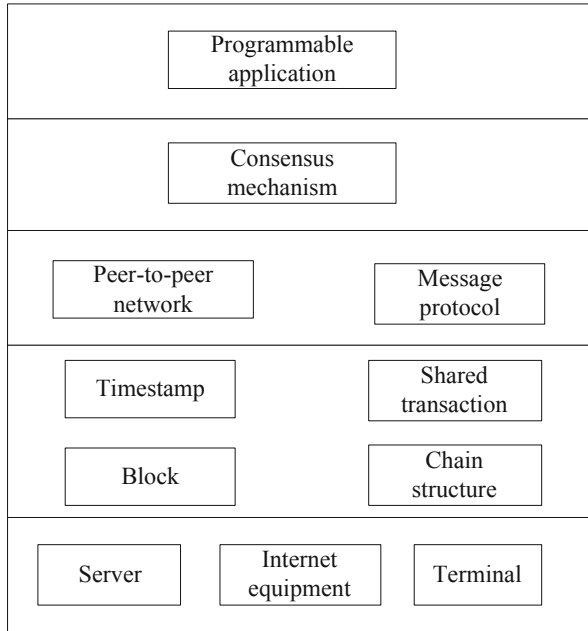 Programmable
application
Consensus
mechanism
Peer-to-peer
network
Message
protocol
Timestamp
Shared
transaction
Block
Chain
structure
Server
Internet
equipment
Terminal